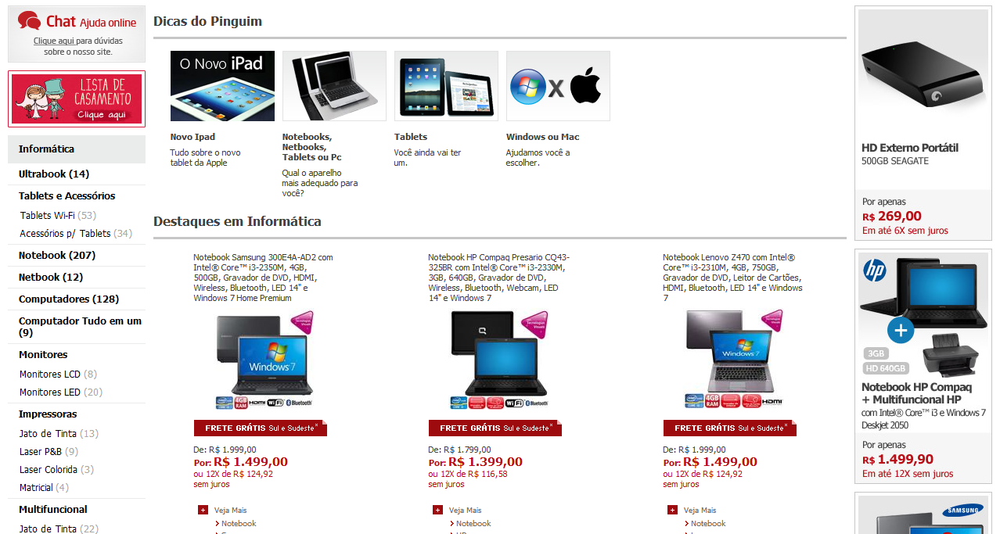 Chat Ajuda online
Clique aqui para dúvidas
sobre o nosso site.
LISTA DE
CASAMENTO
Clique aqui
Informática
Ultrabook (14)
Tablets e Acessórios
Tablets Wi-Fi (53)
Acessórios p/ Tablets (34)
Notebook (207)
Netbook (12)
Computadores (128)
Computador Tudo em um
(9)
Monitores
Monitores LCD (8)
Monitores LED (20)
Impressoras
Jato de Tinta (13)
Laser P&B (9)
Laser Colorida (3)
Matricial (4)
Multifuncional
Jato de Tinta (22)
Dicas do Pinguim
O Novo iPad
Novo Ipad
Tudo sobre o novo
tablet da Apple
Notebooks,
Netbooks,
Tablets ou Pc
Qual o aparelho
mais adequado para
você?
Tablets
Você ainda vai ter
um.
X
Windows ou Mac
Ajudamos você a
escolher.
Destaques em Informática
Notebook Samsung 300E4A-AD2 com
Intel® Core™ i3-2350M, 4GB,
500GB, Gravador de DVD, HDMI,
Wireless, Bluetooth, LED 14" e
Windows 7 Home Premium
Windows 7
4GB
RAM HDMI WiFi Bluetooth
FRETE GRÁTIS Sul e Sudeste*
De: R$ 1.999,00
Por: R$ 1.499,00
ou 12X de R$ 124,92
sem juros
Veja Mais
Notebook
Notebook HP Compaq Presario CQ43-
325BR com Intel® Core™ i3-2330M,
3GB, 640GB, Gravador de DVD,
Wireless, Bluetooth, Webcam, LED
14" e Windows 7
WiFi Bluetooth
FRETE GRÁTIS Sul e Sudeste*
De: R$ 1.799,00
Por: R$ 1.399,00
ou 12X de R$ 116,58
sem juros
Veja Mais
Notebook
Notebook Lenovo Z470 com Intel®
Core™ i3-2310M, 4GB, 750GB,
Gravador de DVD, Leitor de Cartões,
HDMI, Bluetooth, LED 14" e Windows
7
Windows 7
4GB
RAM HDMI
FRETE GRÁTIS Sul e Sudeste*
De: R$ 1.999,00
Por: R$ 1.499,00
ou 12X de R$ 124,92
sem juros
Veja Mais
Notebook
HD Externo Portátil
500GB SEAGATE
Por apenas
R$ 269,00
Em até 6X sem juros
hp
3GB
HD 640GB
Notebook HP Compaq
+ Multifuncional HP
com Intel® Core™ i3 e Windows 7
Deskjet 2050
Por apenas
R$ 1.499,90
Em até 12X sem juros
SAMSUNG